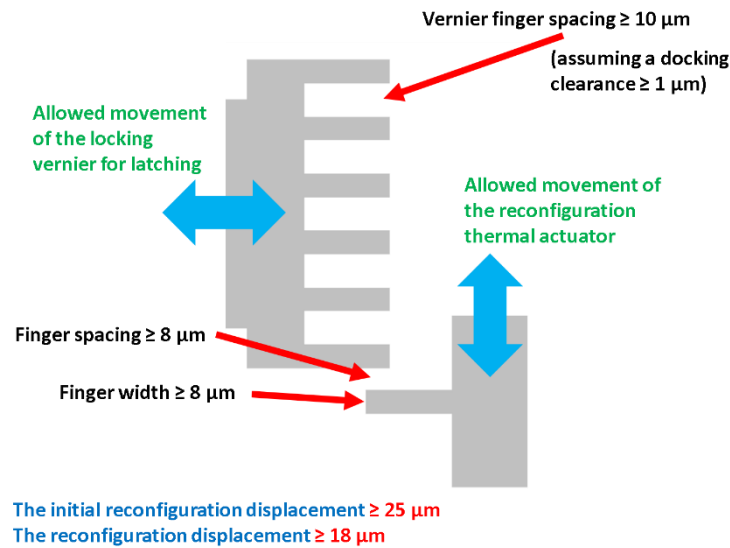 Vernier finger spacing ≥ 10 µm
(assuming a docking
clearance ≥ 1 µm)
Allowed movement
of the locking
vernier for latching
Allowed movement of
the reconfiguration
thermal actuator
Finger spacing ≥ 8 µm
Finger width ≥ 8 µm
The initial reconfiguration displacement ≥ 25 µm
The reconfiguration displacement ≥ 18 µm